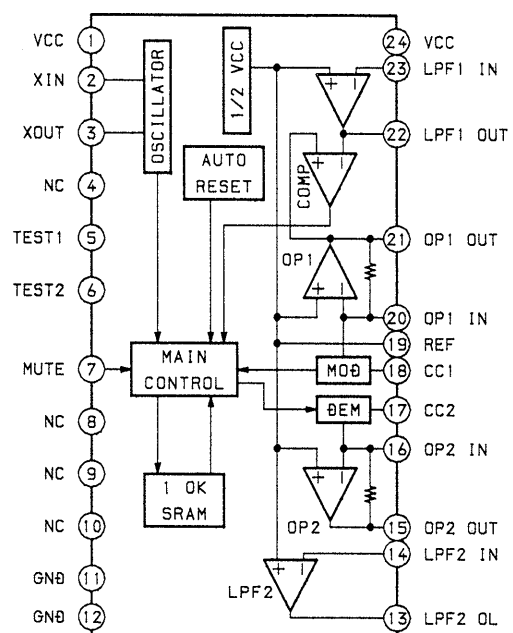 1 VCC
2 XIN
3 XOUT
4 NC
5 TEST1
6 TEST2
7 MUTE
8 NC
9 NC
10 NC
11 GND
12 GND
OSCILLATOR
1/2 VCC
AUTO
RESET
COMP
+ −
+ −
OP1
+ −
MAIN
CONTROL
MOD
DEM
1 OK
SRAM
+ −
OP2
+ −
LPF2
24 VCC
23 LPF1 IN
22 LPF1 OUT
21 OP1 OUT
20 OP1 IN
19 REF
18 CC1
17 CC2
16 OP2 IN
15 OP2 OUT
14 LPF2 IN
13 LPF2 OL